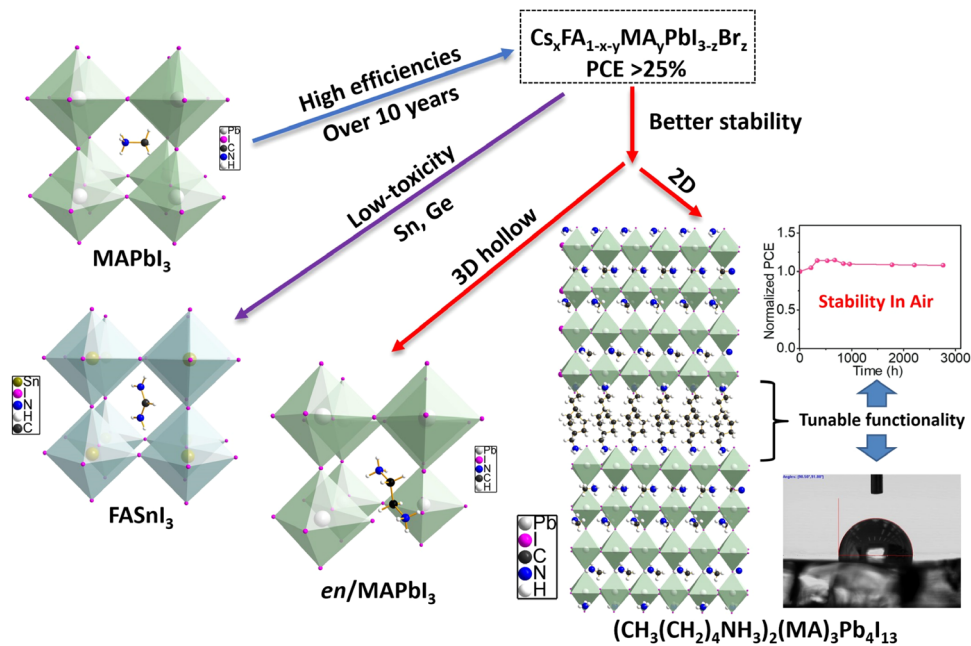 Cs<sub>x</sub>FA<sub>1-x-y</sub>MA<sub>y</sub>PbI<sub>3-z</sub>Br<sub>z</sub>
PCE >25%
High efficiencies
Over 10 years
Pb
I
C
N
H
MAPbI<sub>3</sub>
Better stability
Low-toxicity
Sn, Ge
3D hollow
2D
Sn
I
N
H
C
FASnI<sub>3</sub>
Pb
I
N
C
H
en/MAPbI<sub>3</sub>
Pb
I
C
N
H
1.5
1.0
0.5
0.0
Normalized PCE
Stability In Air
0 1000 2000 3000
Time (h)
Tunable functionality
(CH<sub>3</sub>(CH<sub>2</sub>)<sub>4</sub>NH<sub>3</sub>)<sub>2</sub>(MA)<sub>3</sub>Pb<sub>4</sub>I<sub>13</sub>